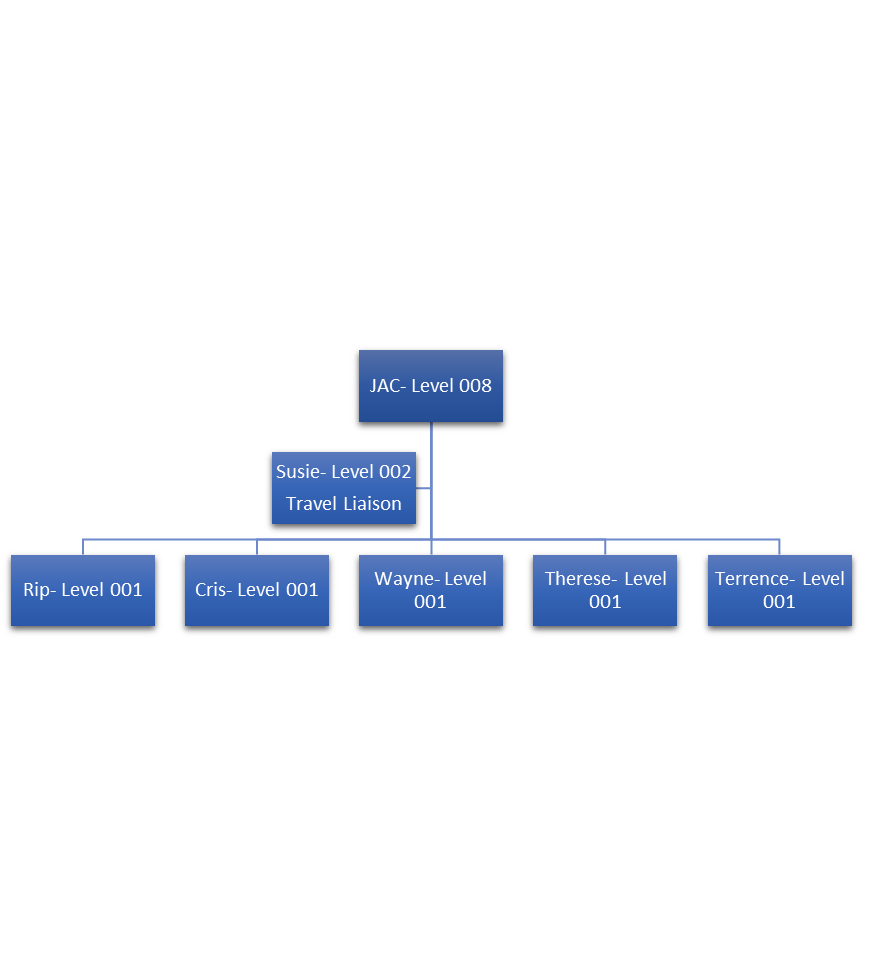 JAC- Level 008
Susie- Level 002
Travel Liaison
Rip- Level 001
Cris- Level 001
Wayne- Level
001
Therese- Level
001
Terrence- Level
001